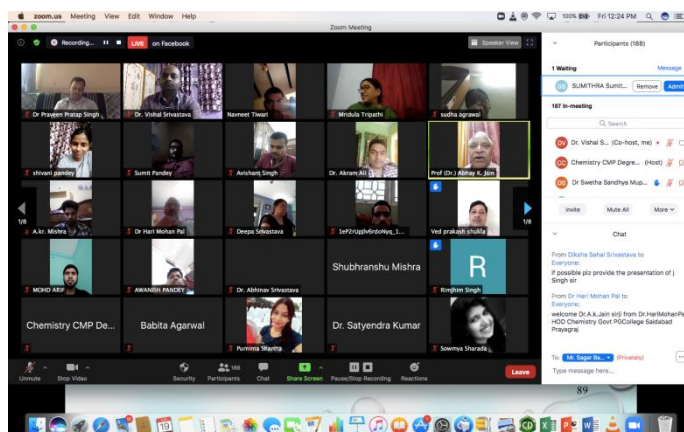 zoom.us Meeting View Edit Window Help
100% Fri 12:24 PM
Zoom Meeting
Recording...
LIVE on Facebook
Speaker View
Dr Praveen Pratap Singh
Dr. Vishal Srivastava
Navneet Tiwari
Mridula Tripathi
sudha agrawal
shivani pandey
Sumit Pandey
Avishant Singh
Dr. Akram Ali
Prof (Dr.) Abhay K. Jain
A.kr. Mishra
Dr Hari Mohan Pal
Deepa Srivastava
Ved prakash shukla
1/8
1/8
MOHD ARIF
AWANISH PANDEY
Dr. Abhinav Srivastava
Shubhranshu Mishra
R
Rimjhim Singh
Chemistry CMP De...
Babita Agarwal
Purnima Shareta
Dr. Satyendra Kumar
Sowmya Sharada
Unmute
Stop Video
Security
Participants
188
Chat
Share Screen
Pause/Stop Recording
Reactions
Leave
Participants (188)
1 Waiting
Message
SUMITHRA Sumit...
Remove
Admit
187 in-meeting
Search
DV Dr. Vishal S... (Co-host, me)
CC Chemistry CMP Degre... (Host)
DS Dr Swetha Sandhya Mup...
Invite
Mute All
More
Chat
From Diksha Sahai Srivastava to
Everyone:
if possible plz provide the presentation of j
Singh sir
From Dr Hari Mohan Pal to
Everyone:
welcome Dr.A.K.Jain sirji from Dr.HariMohanPa
HOD Chemistry Govt PGCollege Saidabad
Prayagraj
To: Mr. Sagar Ba...
(Privately)
Type message here...
89